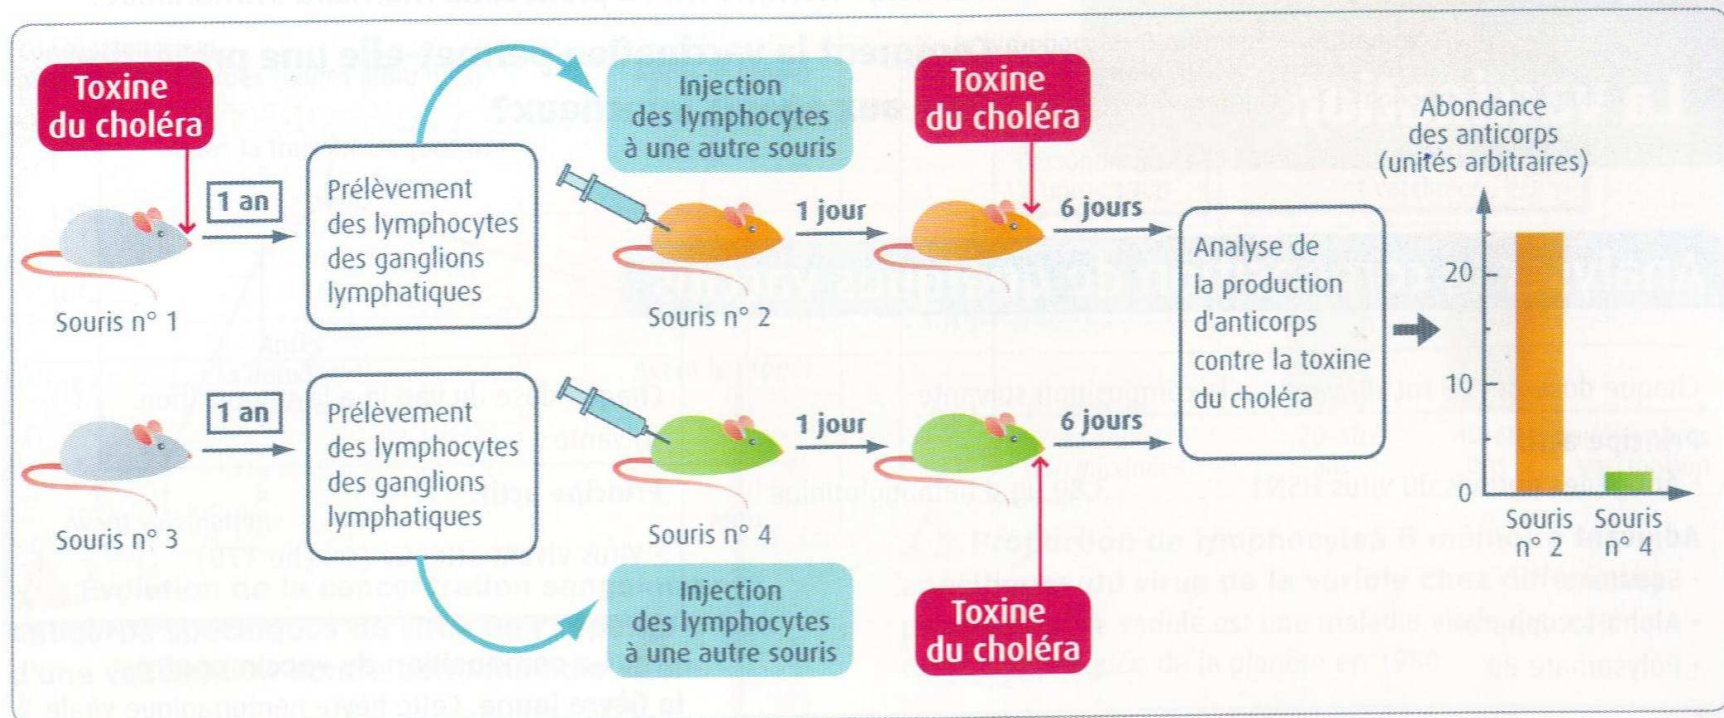 Toxine
du choléra
1 an
Prélèvement
des lymphocytes
des ganglions
lymphatiques
Souris n° 1
Injection
des lymphocytes
à une autre souris
Souris n° 2
1 jour
Toxine
du choléra
6 jours
1 an
Prélèvement
des lymphocytes
des ganglions
lymphatiques
Souris n° 3
Injection
des lymphocytes
à une autre souris
Souris n° 4
1 jour
Toxine
du choléra
6 jours
Analyse de
la production
d'anticorps
contre la toxine
du choléra
Abondance
des anticorps
(unités arbitraires)
20
10
0
Souris
n° 2
Souris
n° 4